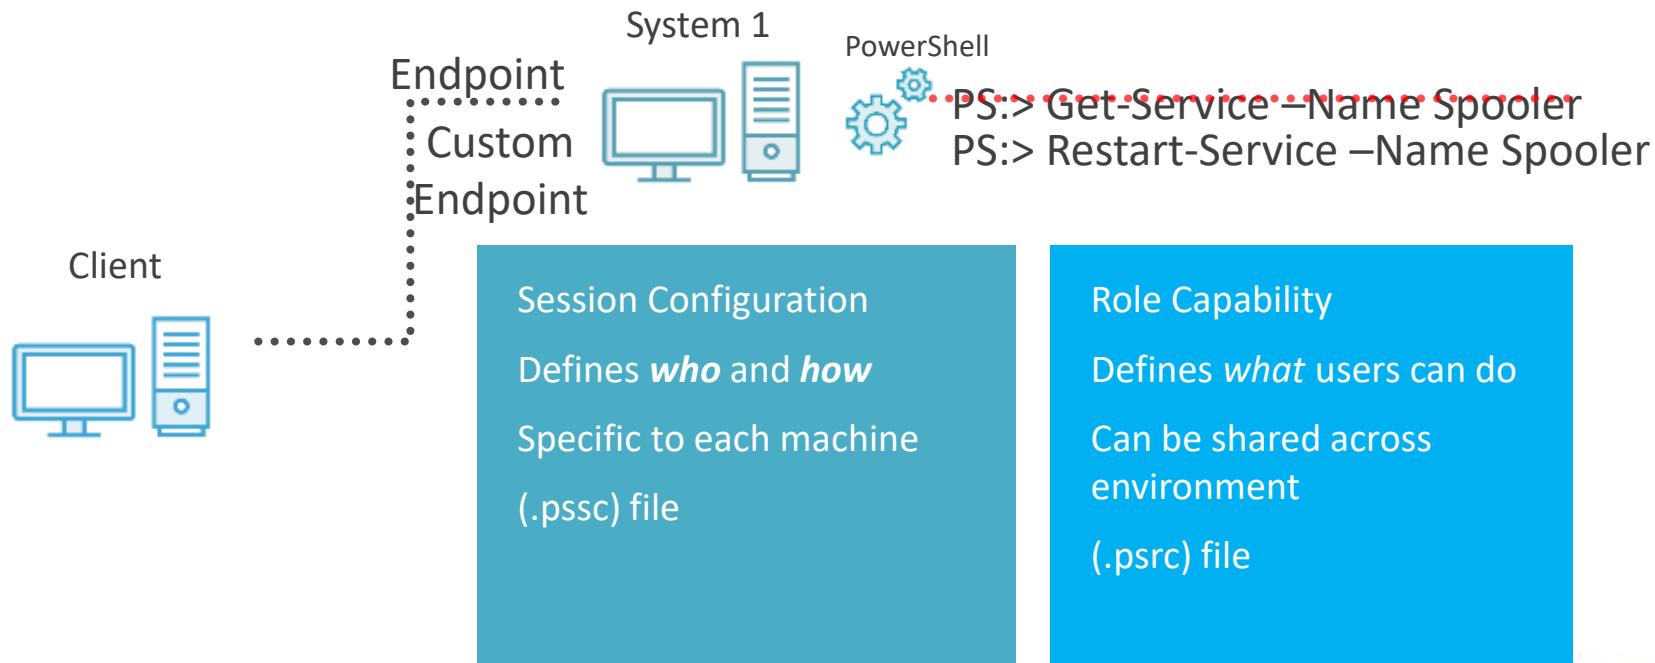 System 1
PowerShell
Endpoint
PS:> Get-Service –Name Spooler
Custom
PS:> Restart-Service –Name Spooler
Endpoint
Client
Session Configuration
Defines who and how
Specific to each machine
(.pssc) file
Role Capability
Defines what users can do
Can be shared across
environment
(.psrc) file